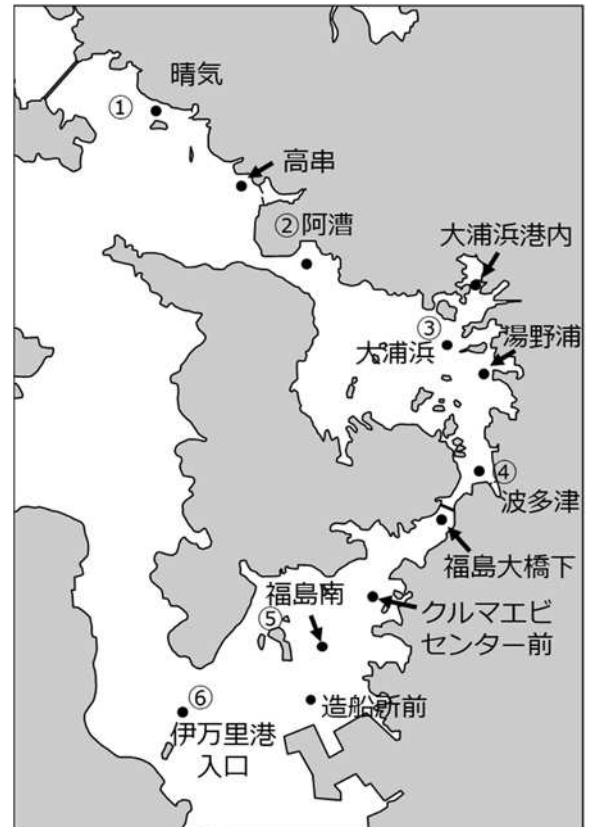 晴気
①
高串
②阿漕
大浦浜港内
③
大浦浜
湯野浦
④
波多津
福島大橋下
福島南
⑤
クルマエビ
センター前
⑥
造船所前
伊万里港
入口